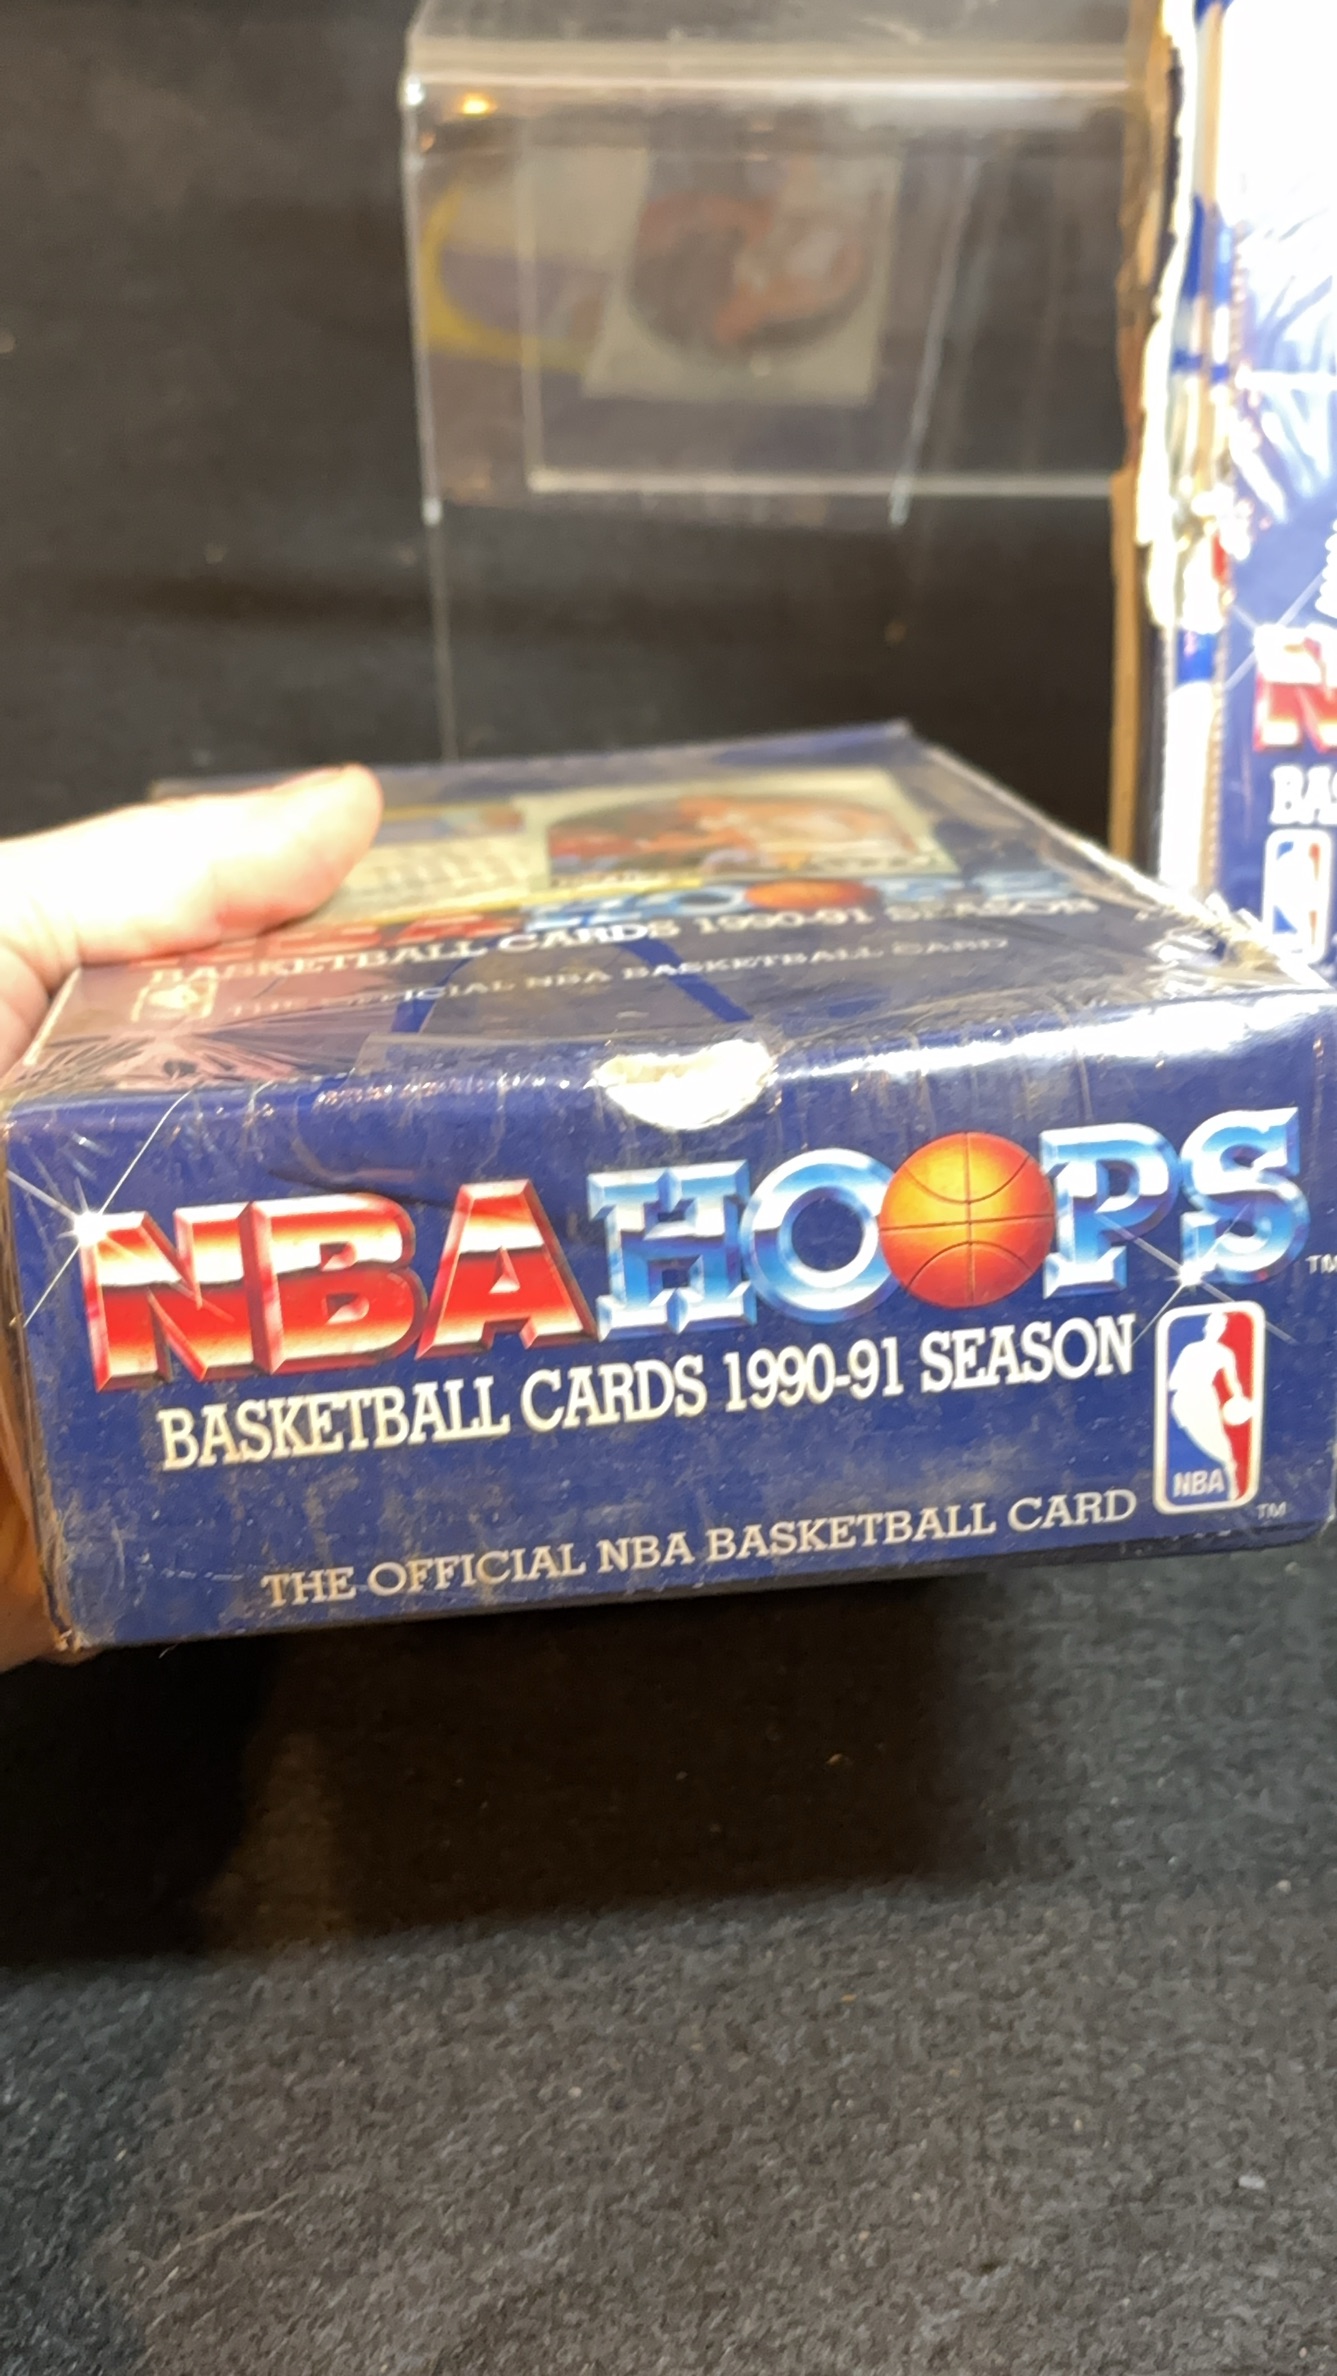 BASKETBALL CARDS 1990-91 SEASON
THE OFFICIAL NBA BASKETBALL CARD
NBA HOOPS TM
BASKETBALL CARDS 1990-91 SEASON
NBA TM
THE OFFICIAL NBA BASKETBALL CARD
BAS